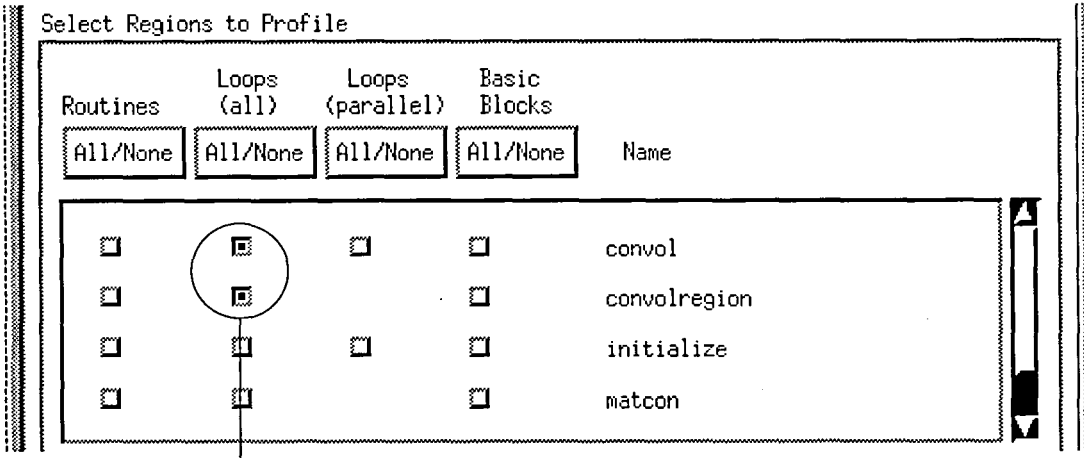 Select Regions to Profile
Loops Loops Basic
Routines (all) (parallel) Blocks
All/None All/None All/None All/None Name
convol
convolregion
initialize
matcon